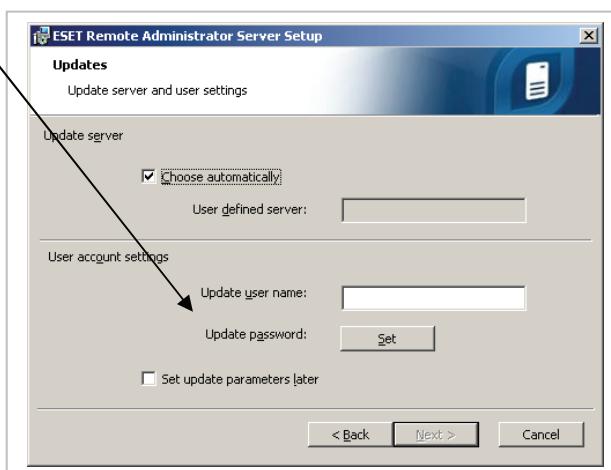 ESET Remote Administrator Server Setup
Updates
Update server and user settings
Update server
Choose automatically
User defined server:
User account settings
Update user name:
Update password:
Set
Set update parameters later
< Back
Next >
Cancel